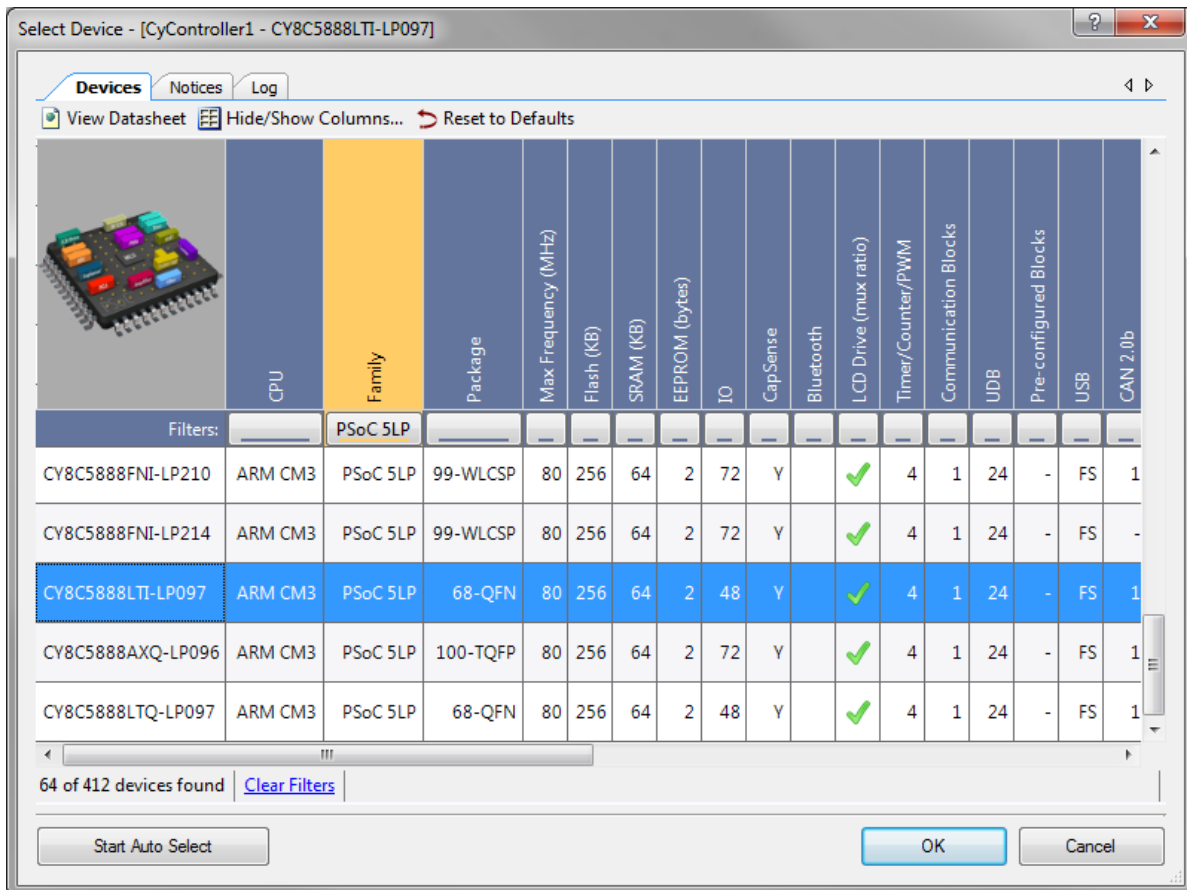 Select Device - [CyController1 - CY8C5888LTI-LP097]
Devices Notices Log
View Datasheet Hide/Show Columns... Reset to Defaults
CPU
Family
Package
Max Frequency (MHz)
Flash (KB)
SRAM (KB)
EEPROM (bytes)
IO
CapSense
Bluetooth
LCD Drive (mux ratio)
Timer/Counter/PWM
Communication Blocks
UDB
Pre-configured Blocks
USB
CAN 2.0b
Filters: PSoC 5LP
CY8C5888FNI-LP210 ARM CM3 PSoC 5LP 99-WLCSP 80 256 64 2 72 Y 4 1 24 - FS 1
CY8C5888FNI-LP214 ARM CM3 PSoC 5LP 99-WLCSP 80 256 64 2 72 Y 4 1 24 - FS -
CY8C5888LTI-LP097 ARM CM3 PSoC 5LP 68-QFN 80 256 64 2 48 Y 4 1 24 - FS 1
CY8C5888AXQ-LP096 ARM CM3 PSoC 5LP 100-TQFP 80 256 64 2 72 Y 4 1 24 - FS 1
CY8C5888LTQ-LP097 ARM CM3 PSoC 5LP 68-QFN 80 256 64 2 48 Y 4 1 24 - FS 1
64 of 412 devices found Clear Filters
Start Auto Select OK Cancel